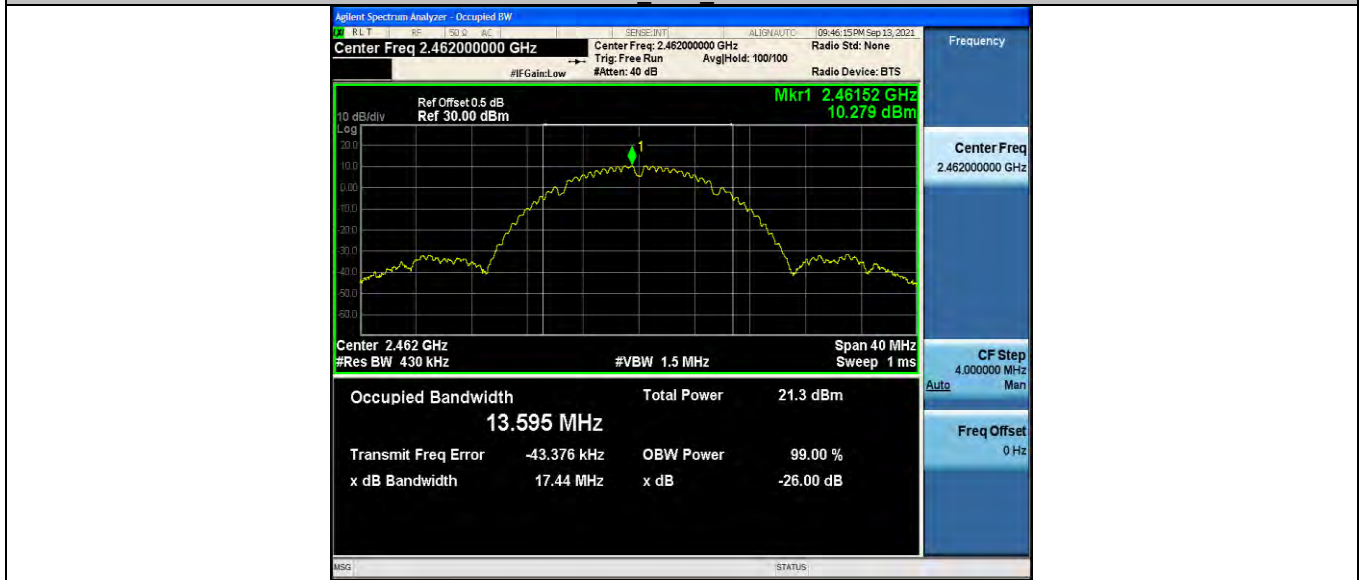 Agilent Spectrum Analyzer - Occupied BW
RLT RF 50 Ω AC SENSE:INT ALIGNAUTO 09:46:15PM Sep 13, 2021
Center Freq 2.462000000 GHz
Center Freq: 2.462000000 GHz
Radio Std: None
Trig: Free Run Avg|Hold: 100/100
#IFGain:Low #Atten: 40 dB Radio Device: BTS
Frequency
Mkr1 2.46152 GHz
10.279 dBm
Ref Offset 0.5 dB
10 dB/div Ref 30.00 dBm
Log
20.0
10.0
0.00
-10.0
-20.0
-30.0
-40.0
-50.0
-60.0
1
Center 2.462 GHz Span 40 MHz
#Res BW 430 kHz #VBW 1.5 MHz Sweep 1 ms
Occupied Bandwidth Total Power 21.3 dBm
13.595 MHz
Transmit Freq Error -43.376 kHz OBW Power 99.00 %
x dB Bandwidth 17.44 MHz x dB -26.00 dB
Center Freq
2.462000000 GHz
CF Step
4.000000 MHz
Auto Man
Freq Offset
0 Hz
MSG STATUS